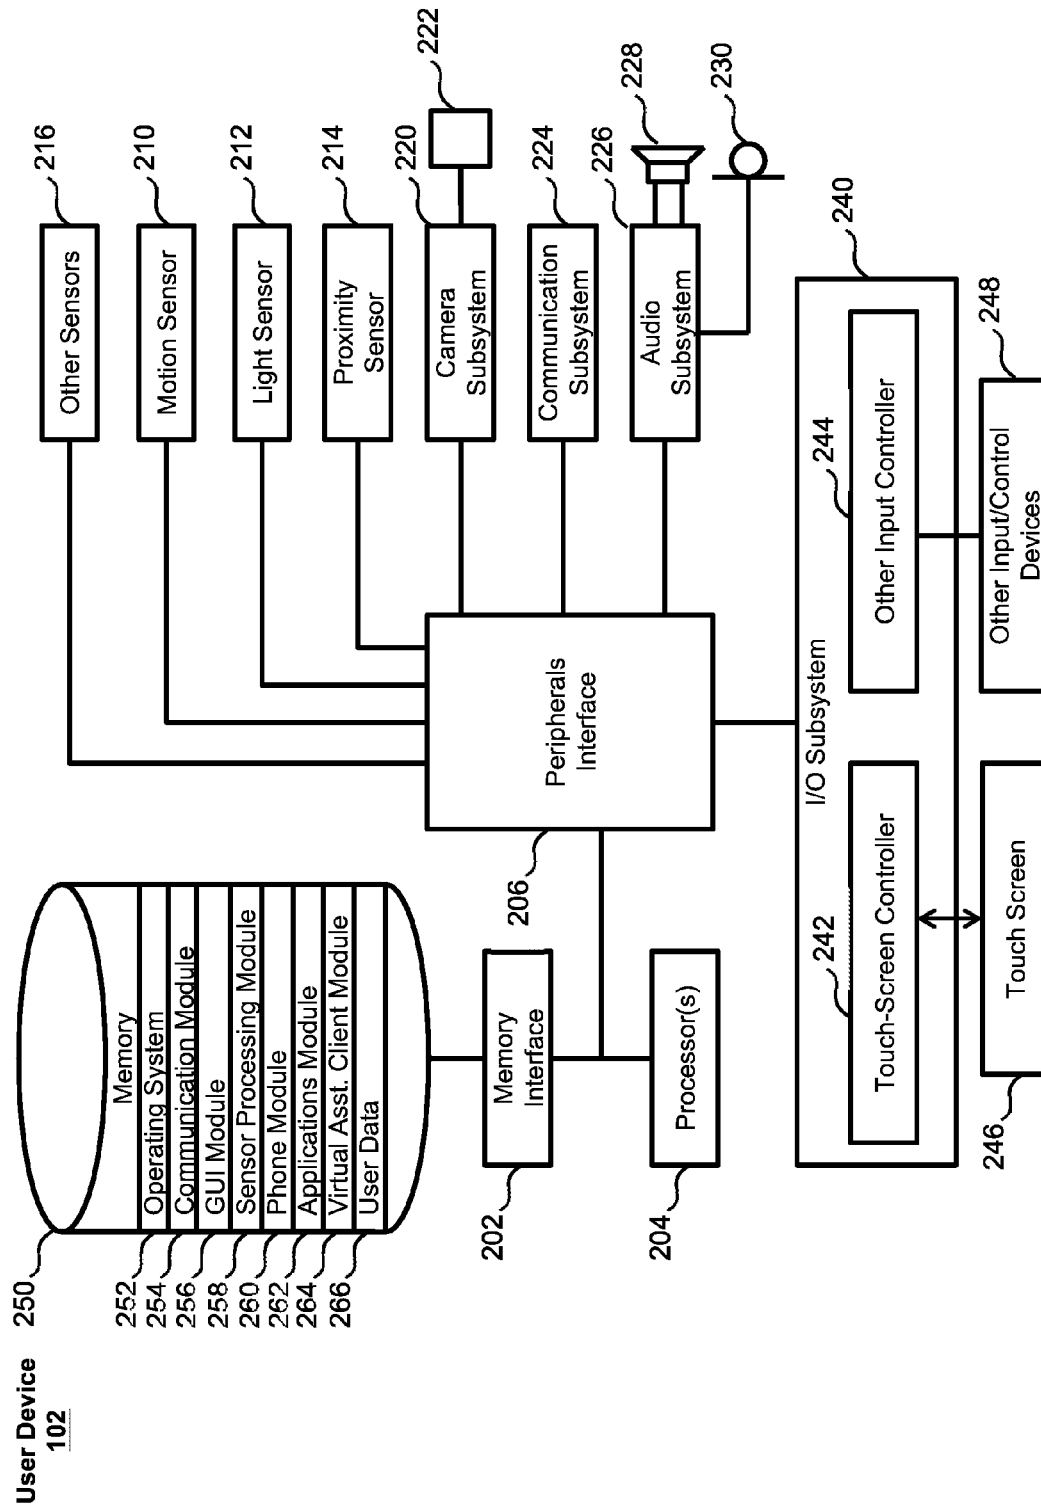 User Device
102
250
Memory
252
Operating System
254
Communication Module
256
GUI Module
258
Sensor Processing Module
260
Phone Module
262
Applications Module
264
Virtual Asst. Client Module
266
User Data
202
Memory
Interface
204
Processor(s)
206
Peripherals
Interface
Other Sensors
216
Motion Sensor
210
Light Sensor
212
Proximity
Sensor
214
Camera
Subsystem
220
222
Communication
Subsystem
224
Audio
Subsystem
226
228
230
240
I/O Subsystem
242
Touch-Screen Controller
244
Other Input Controller
246
Touch Screen
248
Other Input/Control
Devices